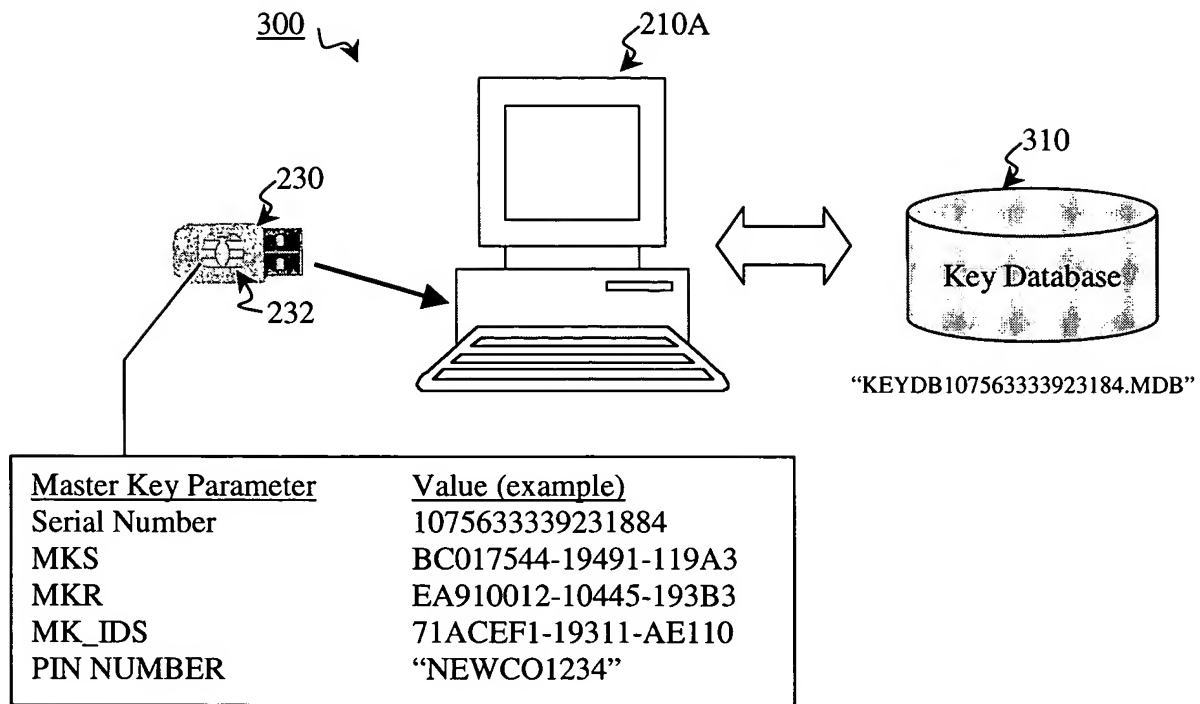 300
210A
310
230
232
Key Database
“KEYDB107563333923184.MDB”
Master Key Parameter Value (example)
Serial Number 1075633339231884
MKS BC017544-19491-119A3
MKR EA910012-10445-193B3
MK_IDS 71ACEF1-19311-AE110
PIN NUMBER “NEWCO1234”